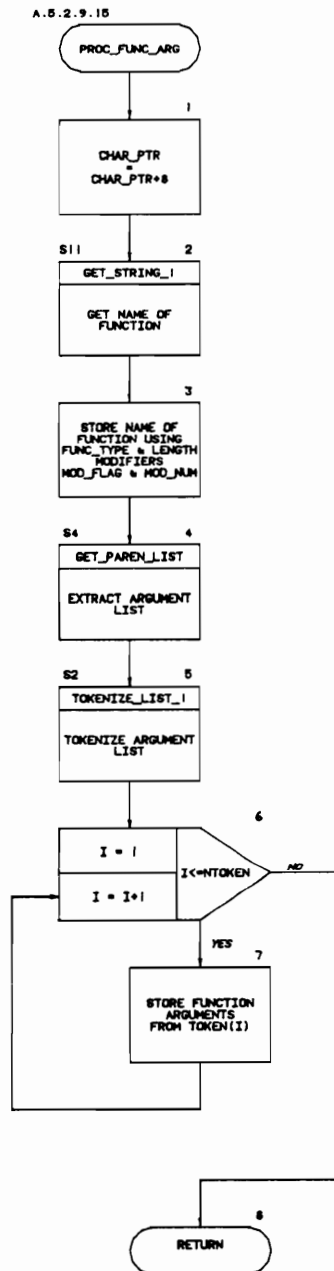 A.5.2.9.15
PROC_FUNC_ARG
1
CHAR_PTR
=
CHAR_PTR+8
S11 2
GET_STRING_1
GET NAME OF
FUNCTION
3
STORE NAME OF
FUNCTION USING
FUNC_TYPE & LENGTH
MODIFIERS
MOD_FLAG & MOD_NUM
S4 4
GET_PAREN_LIST
EXTRACT ARGUMENT
LIST
S2 5
TOKENIZE_LIST_1
TOKENIZE ARGUMENT
LIST
6
I = 1
I<=NTOKEN
NO
I = I+1
YES
7
STORE FUNCTION
ARGUMENTS
FROM TOKEN(I)
8
RETURN